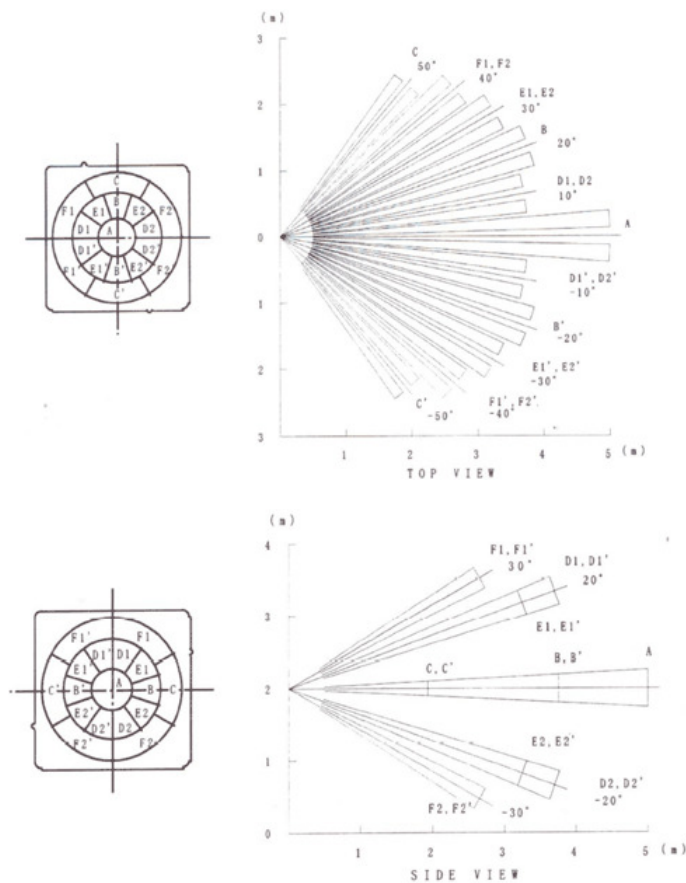 (m)
3
C
50°
F1,F2
40°
E1,E2
30°
2
B
20°
1
D1,D2
10°
A
0
D1',D2'
-10°
1
B'
-20°
E1',E2'
-30°
2
F1',F2'
-40°
C'
-50°
3
1 2 3 4 5 (m)
TOP VIEW
C
B
F1 E1 E2 F2
D1 A D2
D1' D2'
F1' E1' B' E2' F2'
C'
(m)
4
F1,F1'
30°
D1,D1'
20°
3
E1,E1'
A
B,B'
C,C'
2
E2,E2'
1
D2,D2'
-20°
F2,F2'
-30°
0
1 2 3 4 5 (m)
SIDE VIEW
F1' F1
D1' D1
E1' E1
C' B' A B C
E2' E2
D2' D2
F2' F2